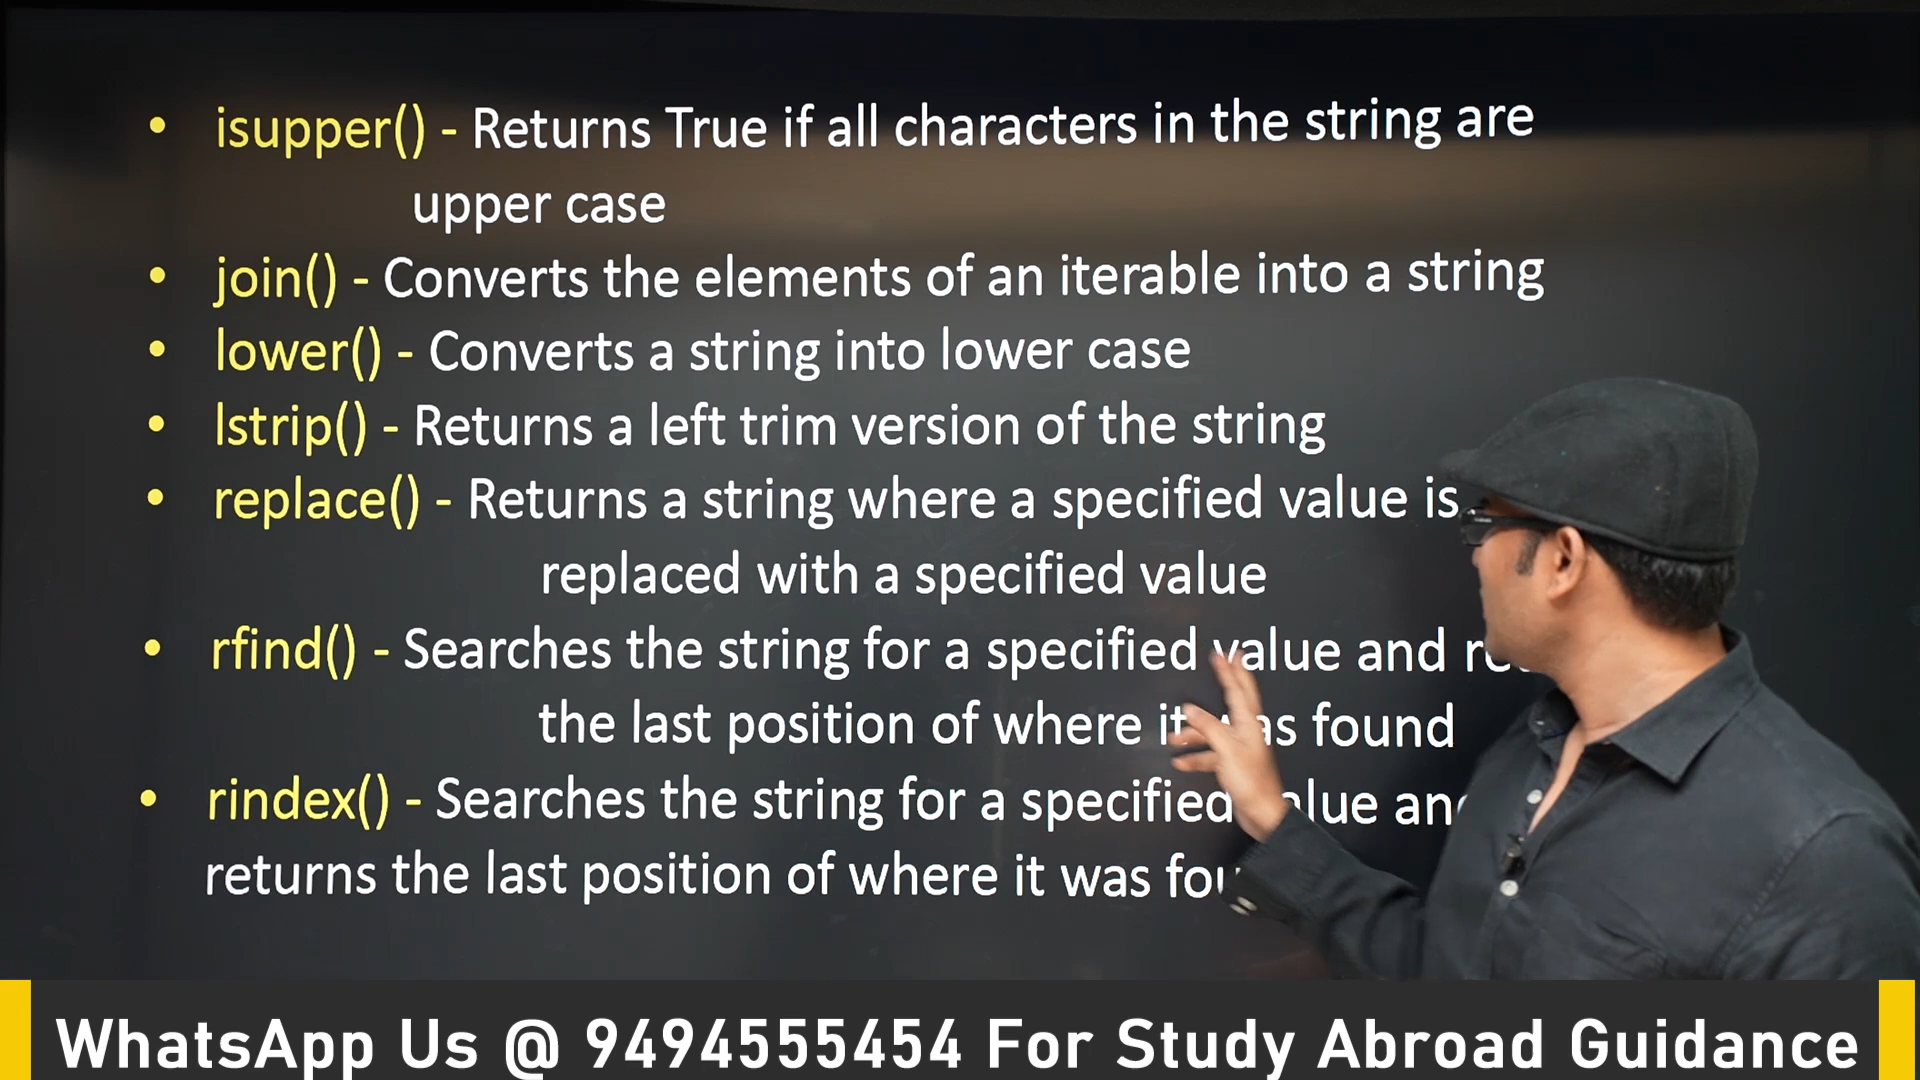 • isupper() - Returns True if all characters in the string are
upper case
• join() - Converts the elements of an iterable into a string
• lower() - Converts a string into lower case
• lstrip() - Returns a left trim version of the string
• replace() - Returns a string where a specified value is
replaced with a specified value
• rfind() - Searches the string for a specified value and
the last position of where it was found
• rindex() - Searches the string for a specified value and
returns the last position of where it was
WhatsApp Us @ 9494555454 For Study Abroad Guidance